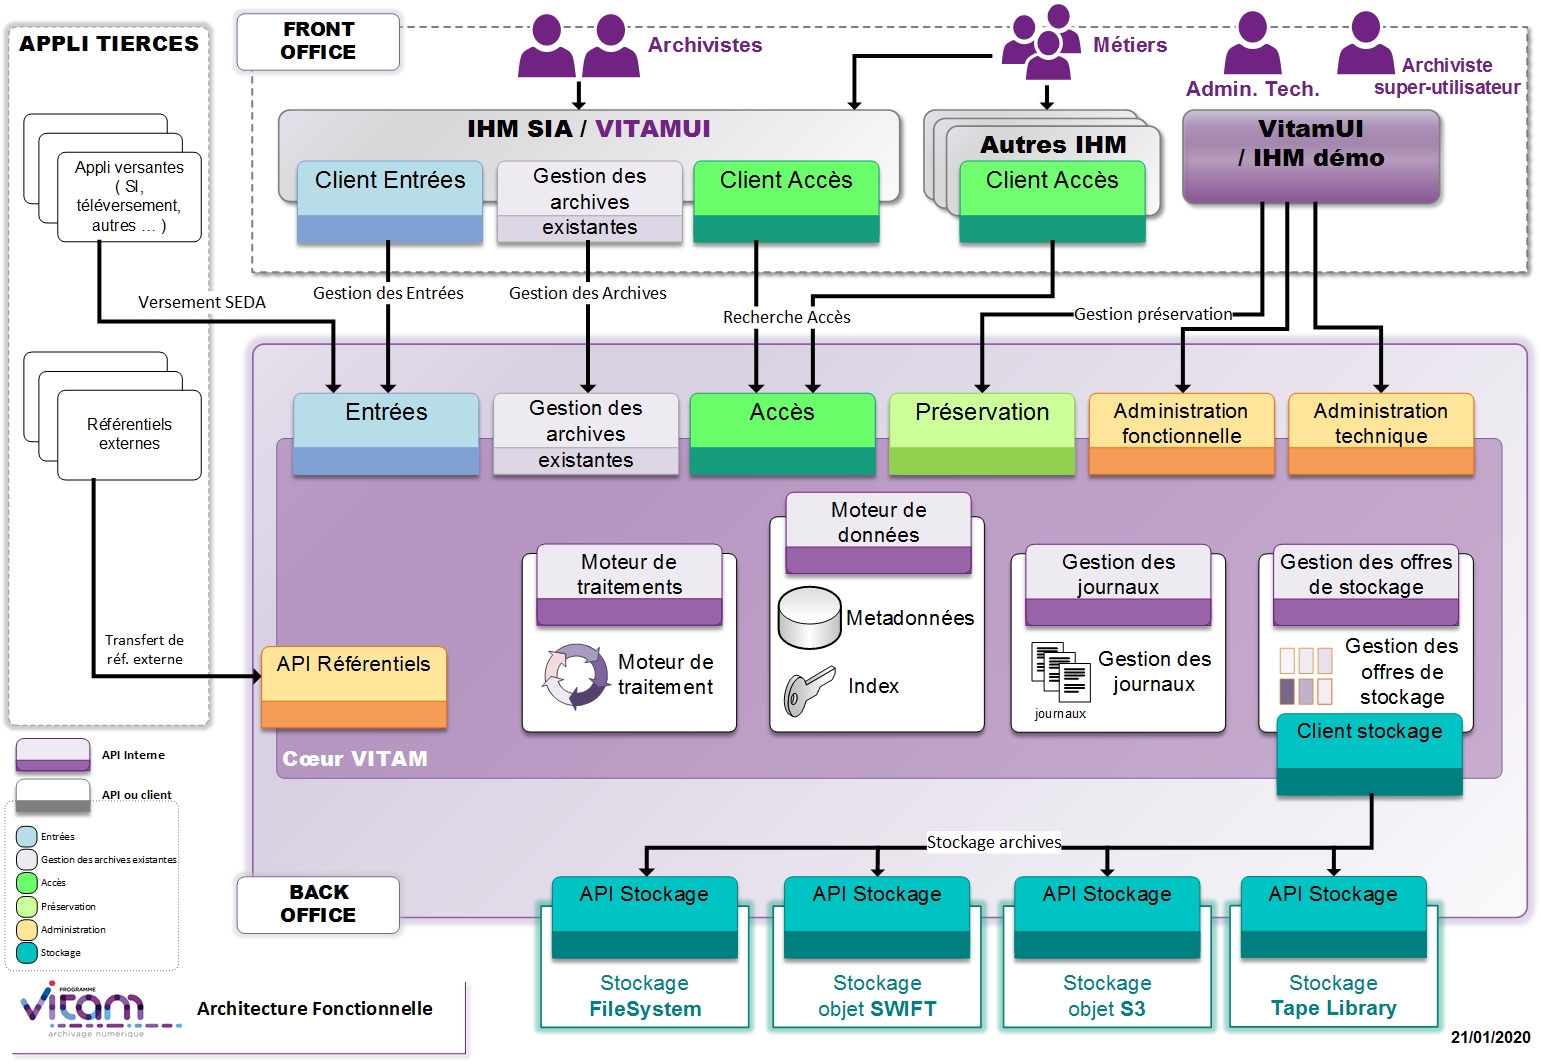 APPLI TIERCES
FRONT
OFFICE
Archivistes
Métiers
Admin. Tech.
Archiviste
super-utilisateur
IHM SIA / VITAMUI
Client Entrées
Gestion des
archives
existantes
Client Accès
Autres IHM
Client Accès
VitamUI
/ IHM démo
Appli versantes
( SI,
téléversement,
autres ... )
Versement SEDA
Gestion des Entrées
Gestion des Archives
Recherche Accès
Gestion préservation
Référentiels
externes
Transfert de
réf. externe
Entrées
Gestion des
archives
existantes
Accès
Préservation
Administration
fonctionnelle
Administration
technique
Moteur de
traitements
Moteur de
traitement
Moteur de
données
Metadonnées
Index
Gestion des
journaux
Gestion des
journaux
journaux
Gestion des offres
de stockage
Gestion des
offres de
stockage
Client stockage
API Référentiels
Cœur VITAM
API Interne
API ou client
Entrées
Gestion des archives existantes
Accès
Préservation
Administration
Stockage
Stockage archives
BACK
OFFICE
API Stockage
Stockage
FileSystem
API Stockage
Stockage
objet SWIFT
API Stockage
Stockage
objet S3
API Stockage
Stockage
Tape Library
PROGRAMME
vitam
archivage numérique
Architecture Fonctionnelle
21/01/2020